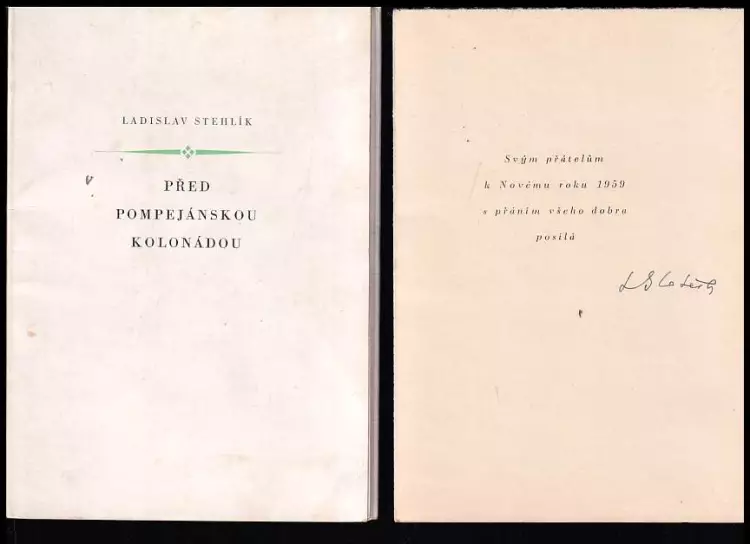 LADISLAV STEHLÍK
PŘED
POMPEJÁNSKOU
KOLONÁDOU
Svým přátelům
k Novému roku 1959
s přáním všeho dobra
posílá